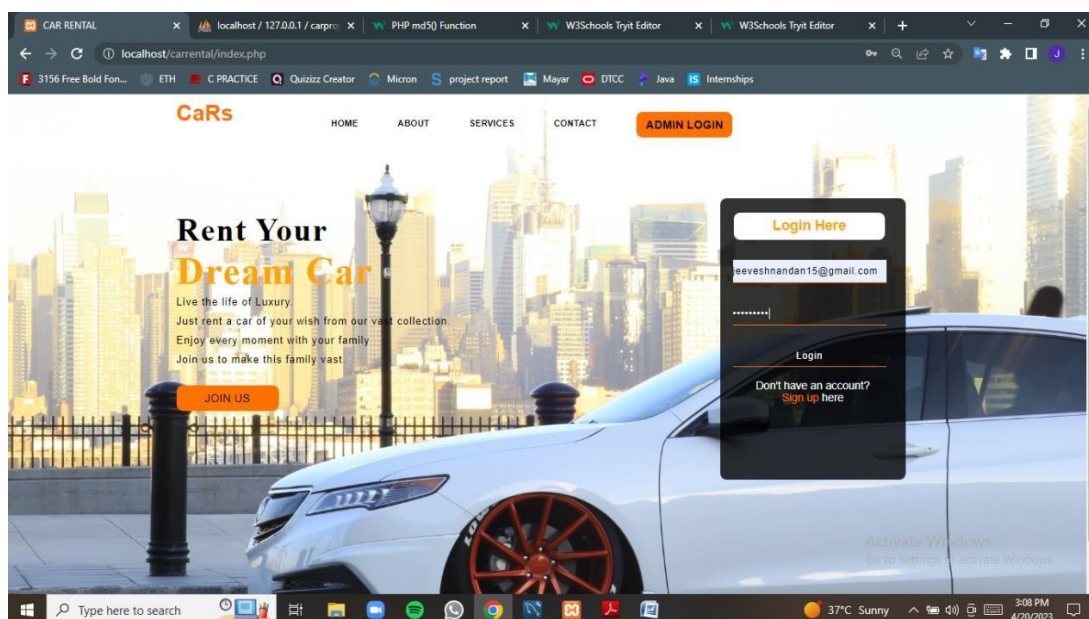 CAR RENTAL
localhost / 127.0.0.1 / carproj
PHP md5() Function
W3Schools Tryit Editor
W3Schools Tryit Editor
localhost/carrental/index.php
3156 Free Bold Fon...
ETH
C PRACTICE
Quizizz Creator
Micron
project report
Mayar
DTCC
Java
Internships
CaRs
HOME
ABOUT
SERVICES
CONTACT
ADMIN LOGIN
Rent Your
Dream Car
Live the life of Luxury.
Just rent a car of your wish from our vast collection.
Enjoy every moment with your family
Join us to make this family vast.
JOIN US
Login Here
jeeveshnandan15@gmail.com
•••••••••
Login
Don't have an account?
Sign up here
Activate Windows
Go to Settings to activate Windows.
Type here to search
37°C Sunny
3:08 PM
4/20/2023